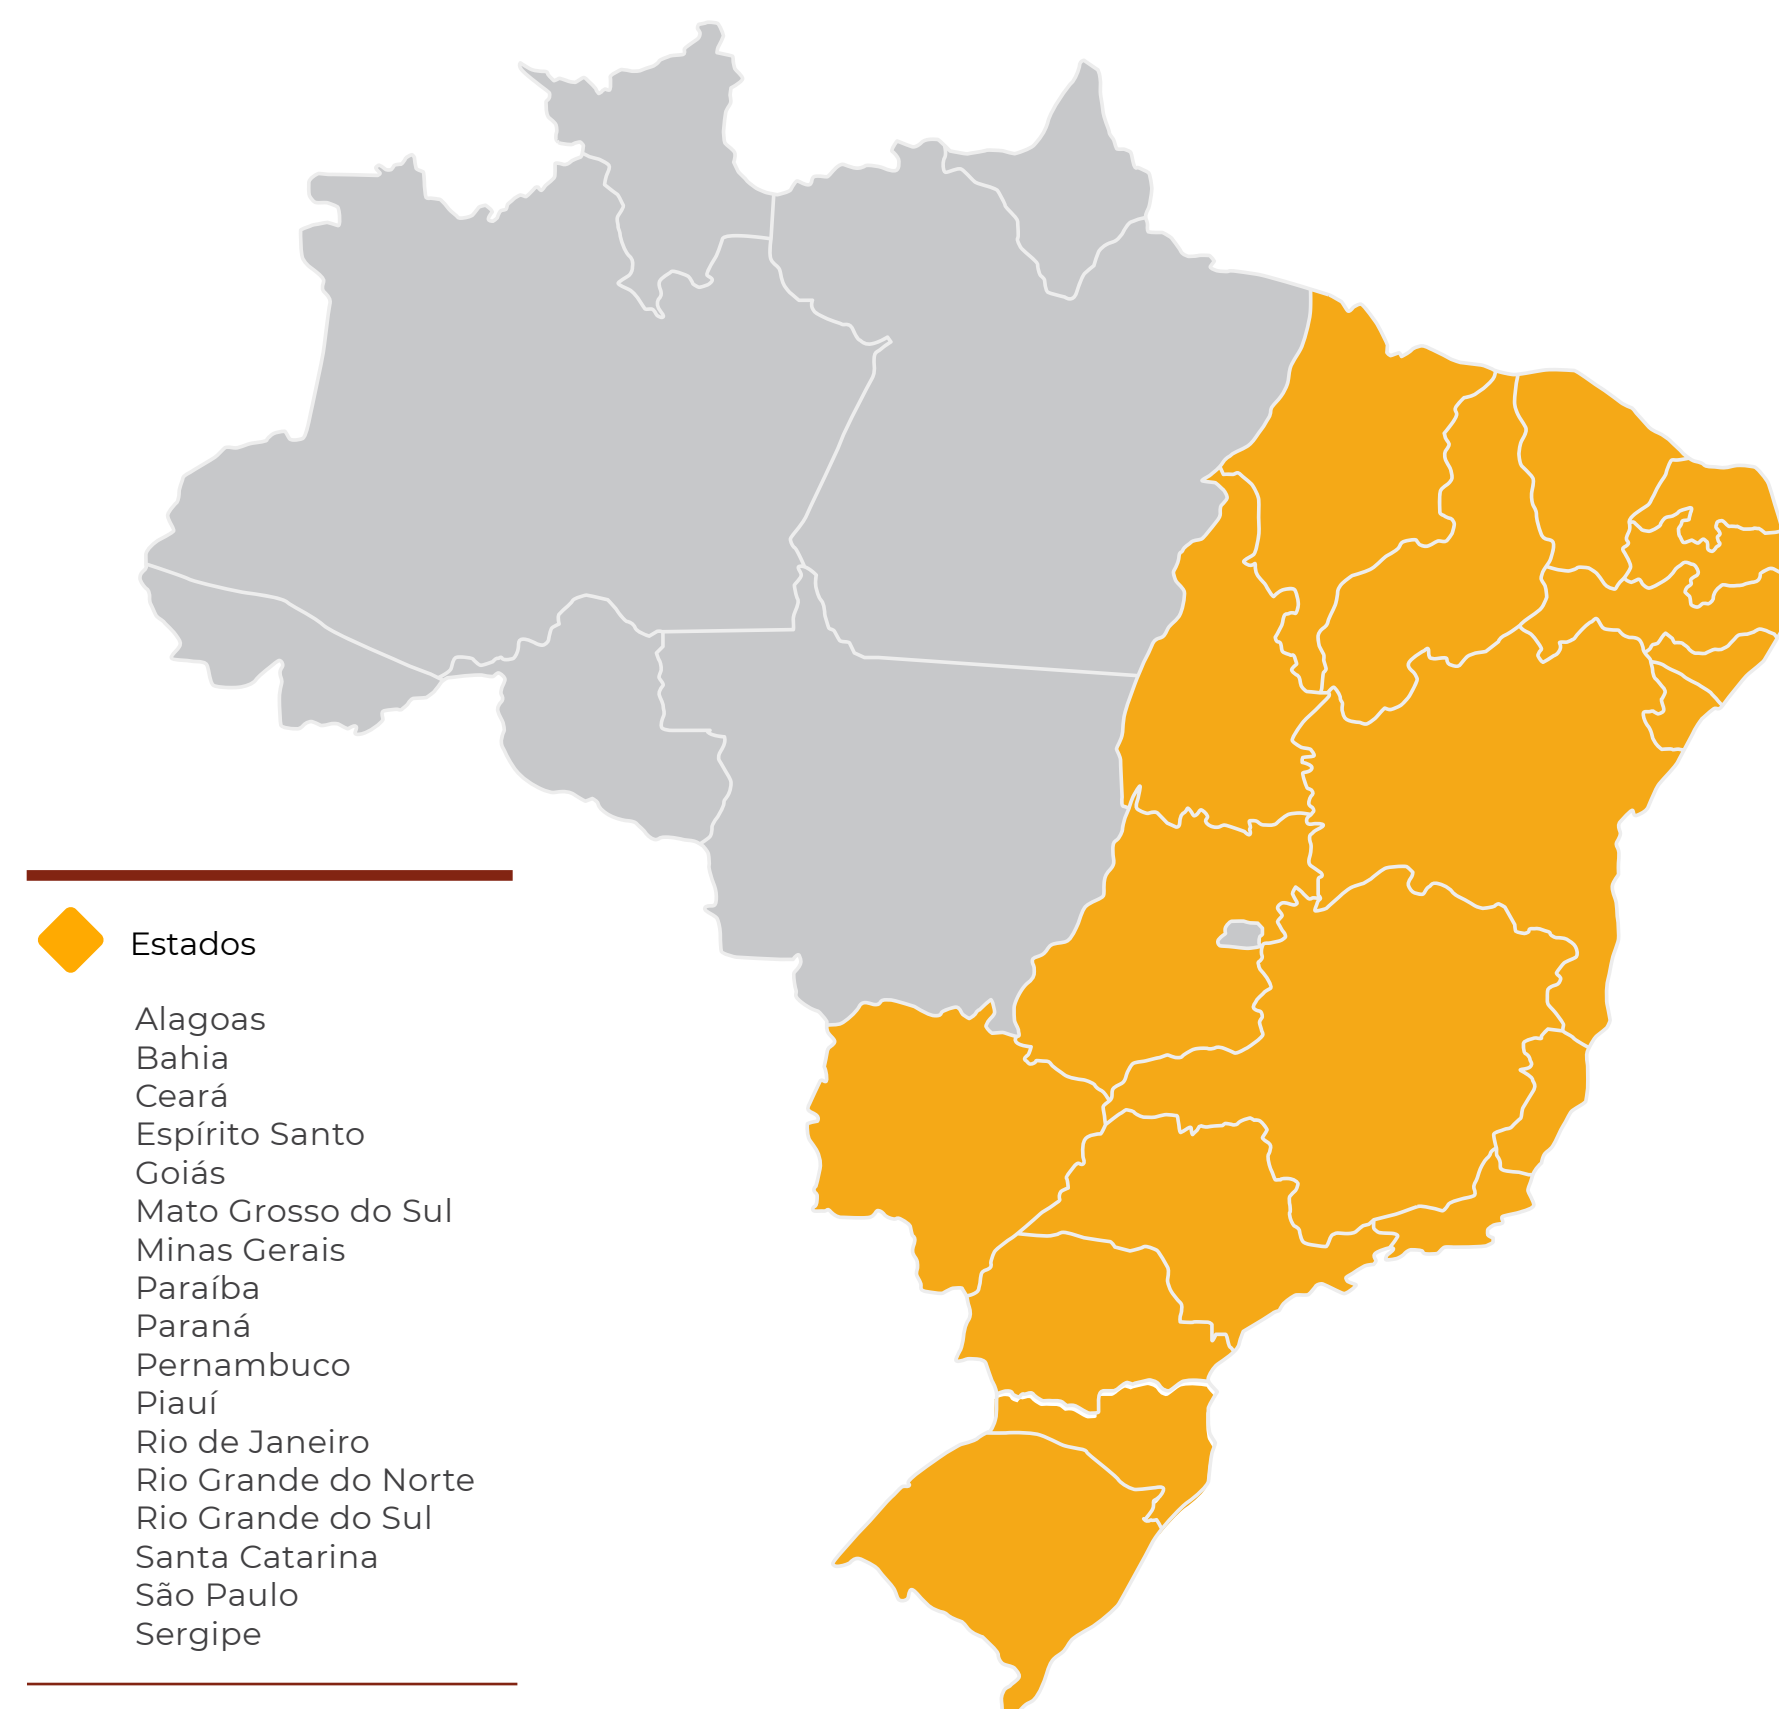 Estados
Alagoas
Bahia
Ceará
Espírito Santo
Goiás
Mato Grosso do Sul
Minas Gerais
Paraíba
Paraná
Pernambuco
Piauí
Rio de Janeiro
Rio Grande do Norte
Rio Grande do Sul
Santa Catarina
São Paulo
Sergipe